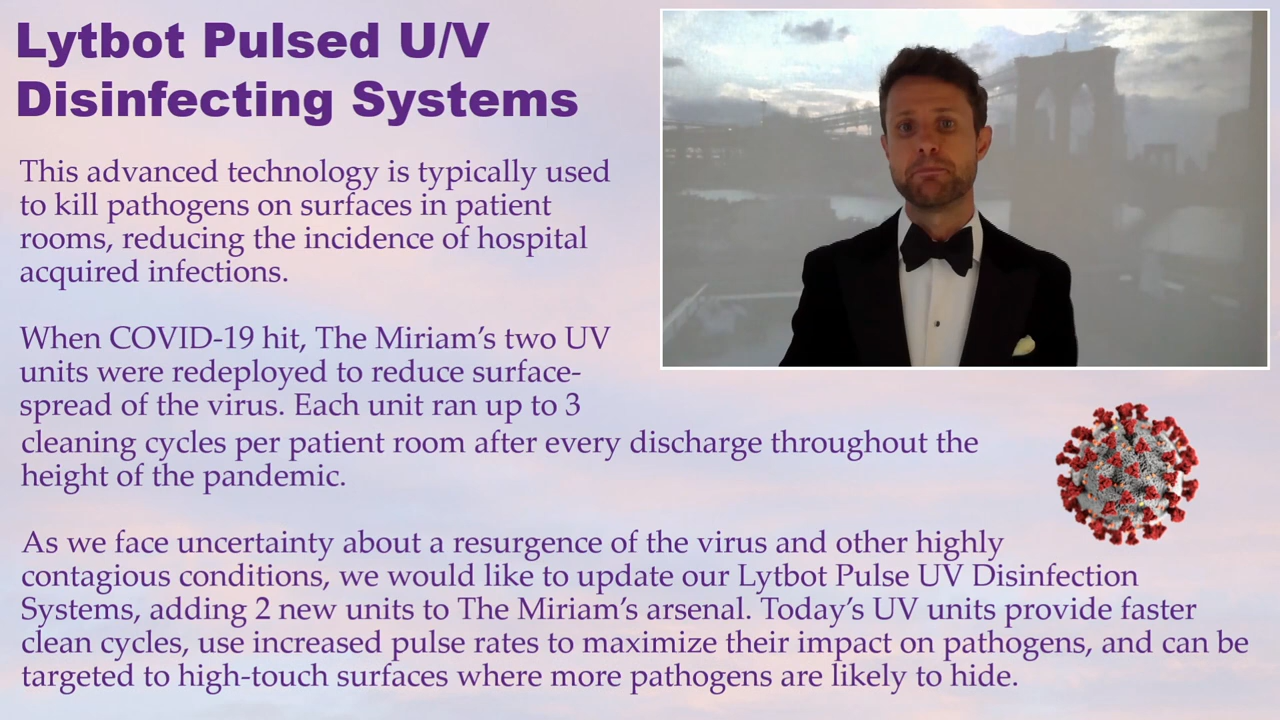 Lytbot Pulsed U/V
Disinfecting Systems
This advanced technology is typically used
to kill pathogens on surfaces in patient
rooms, reducing the incidence of hospital
acquired infections.
When COVID-19 hit, The Miriam’s two UV
units were redeployed to reduce surface-
spread of the virus. Each unit ran up to 3
cleaning cycles per patient room after every discharge throughout the
height of the pandemic.
As we face uncertainty about a resurgence of the virus and other highly
contagious conditions, we would like to update our Lytbot Pulse UV Disinfection
Systems, adding 2 new units to The Miriam’s arsenal. Today’s UV units provide faster
clean cycles, use increased pulse rates to maximize their impact on pathogens, and can be
targeted to high-touch surfaces where more pathogens are likely to hide.